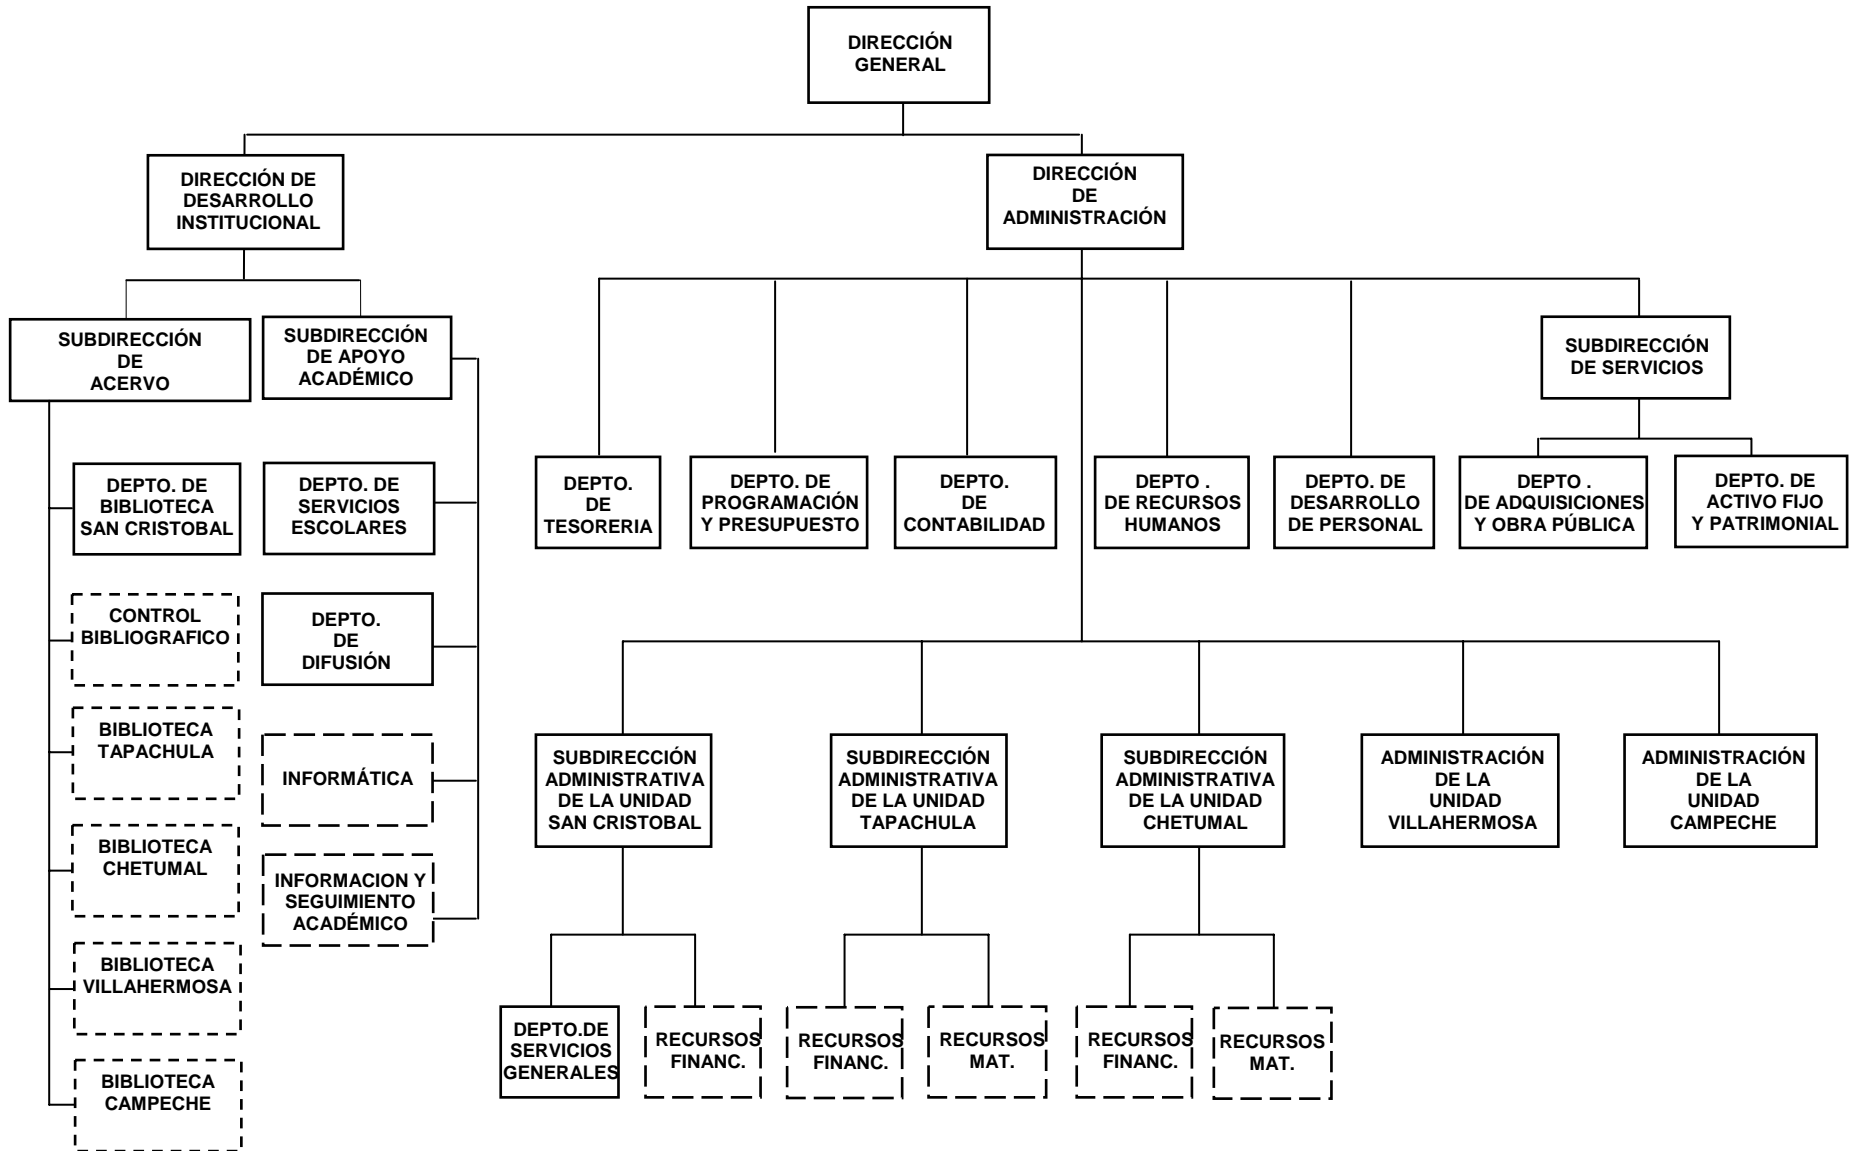 DIRECCIÓN
GENERAL
DIRECCIÓN DE
DESARROLLO
INSTITUCIONAL
DIRECCIÓN
DE
ADMINISTRACIÓN
SUBDIRECCIÓN
DE
ACERVO
SUBDIRECCIÓN
DE APOYO
ACADÉMICO
SUBDIRECCIÓN
DE SERVICIOS
DEPTO. DE
BIBLIOTECA
SAN CRISTOBAL
DEPTO. DE
SERVICIOS
ESCOLARES
DEPTO.
DE
TESORERIA
DEPTO. DE
PROGRAMACIÓN
Y PRESUPUESTO
DEPTO.
DE
CONTABILIDAD
DEPTO .
DE RECURSOS
HUMANOS
DEPTO. DE
DESARROLLO
DE PERSONAL
DEPTO .
DE ADQUISICIONES
Y OBRA PÚBLICA
DEPTO. DE
ACTIVO FIJO
Y PATRIMONIAL
CONTROL
BIBLIOGRAFICO
DEPTO.
DE
DIFUSIÓN
BIBLIOTECA
TAPACHULA
INFORMÁTICA
SUBDIRECCIÓN
ADMINISTRATIVA
DE LA UNIDAD
SAN CRISTOBAL
SUBDIRECCIÓN
ADMINISTRATIVA
DE LA UNIDAD
TAPACHULA
SUBDIRECCIÓN
ADMINISTRATIVA
DE LA UNIDAD
CHETUMAL
ADMINISTRACIÓN
DE LA
UNIDAD
VILLAHERMOSA
ADMINISTRACIÓN
DE LA
UNIDAD
CAMPECHE
BIBLIOTECA
CHETUMAL
INFORMACION Y
SEGUIMIENTO
ACADÉMICO
BIBLIOTECA
VILLAHERMOSA
DEPTO.DE
SERVICIOS
GENERALES
RECURSOS
FINANC.
RECURSOS
FINANC.
RECURSOS
MAT.
RECURSOS
FINANC.
RECURSOS
MAT.
BIBLIOTECA
CAMPECHE